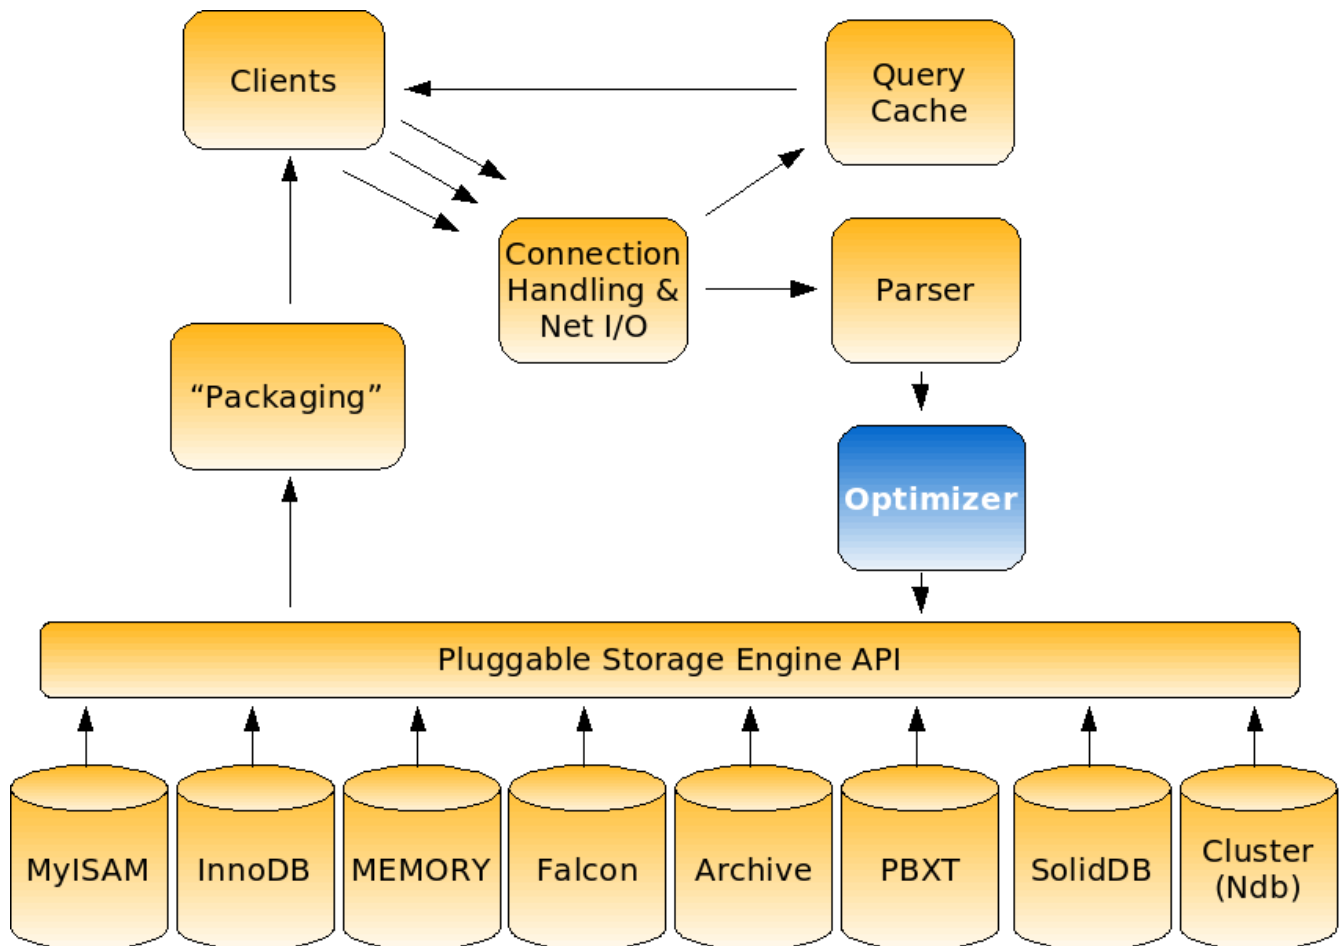 Clients
Query
Cache
Connection
Handling &
Net I/O
Parser
“Packaging”
Optimizer
Pluggable Storage Engine API
MyISAM
InnoDB
MEMORY
Falcon
Archive
PBXT
SolidDB
Cluster
(Ndb)